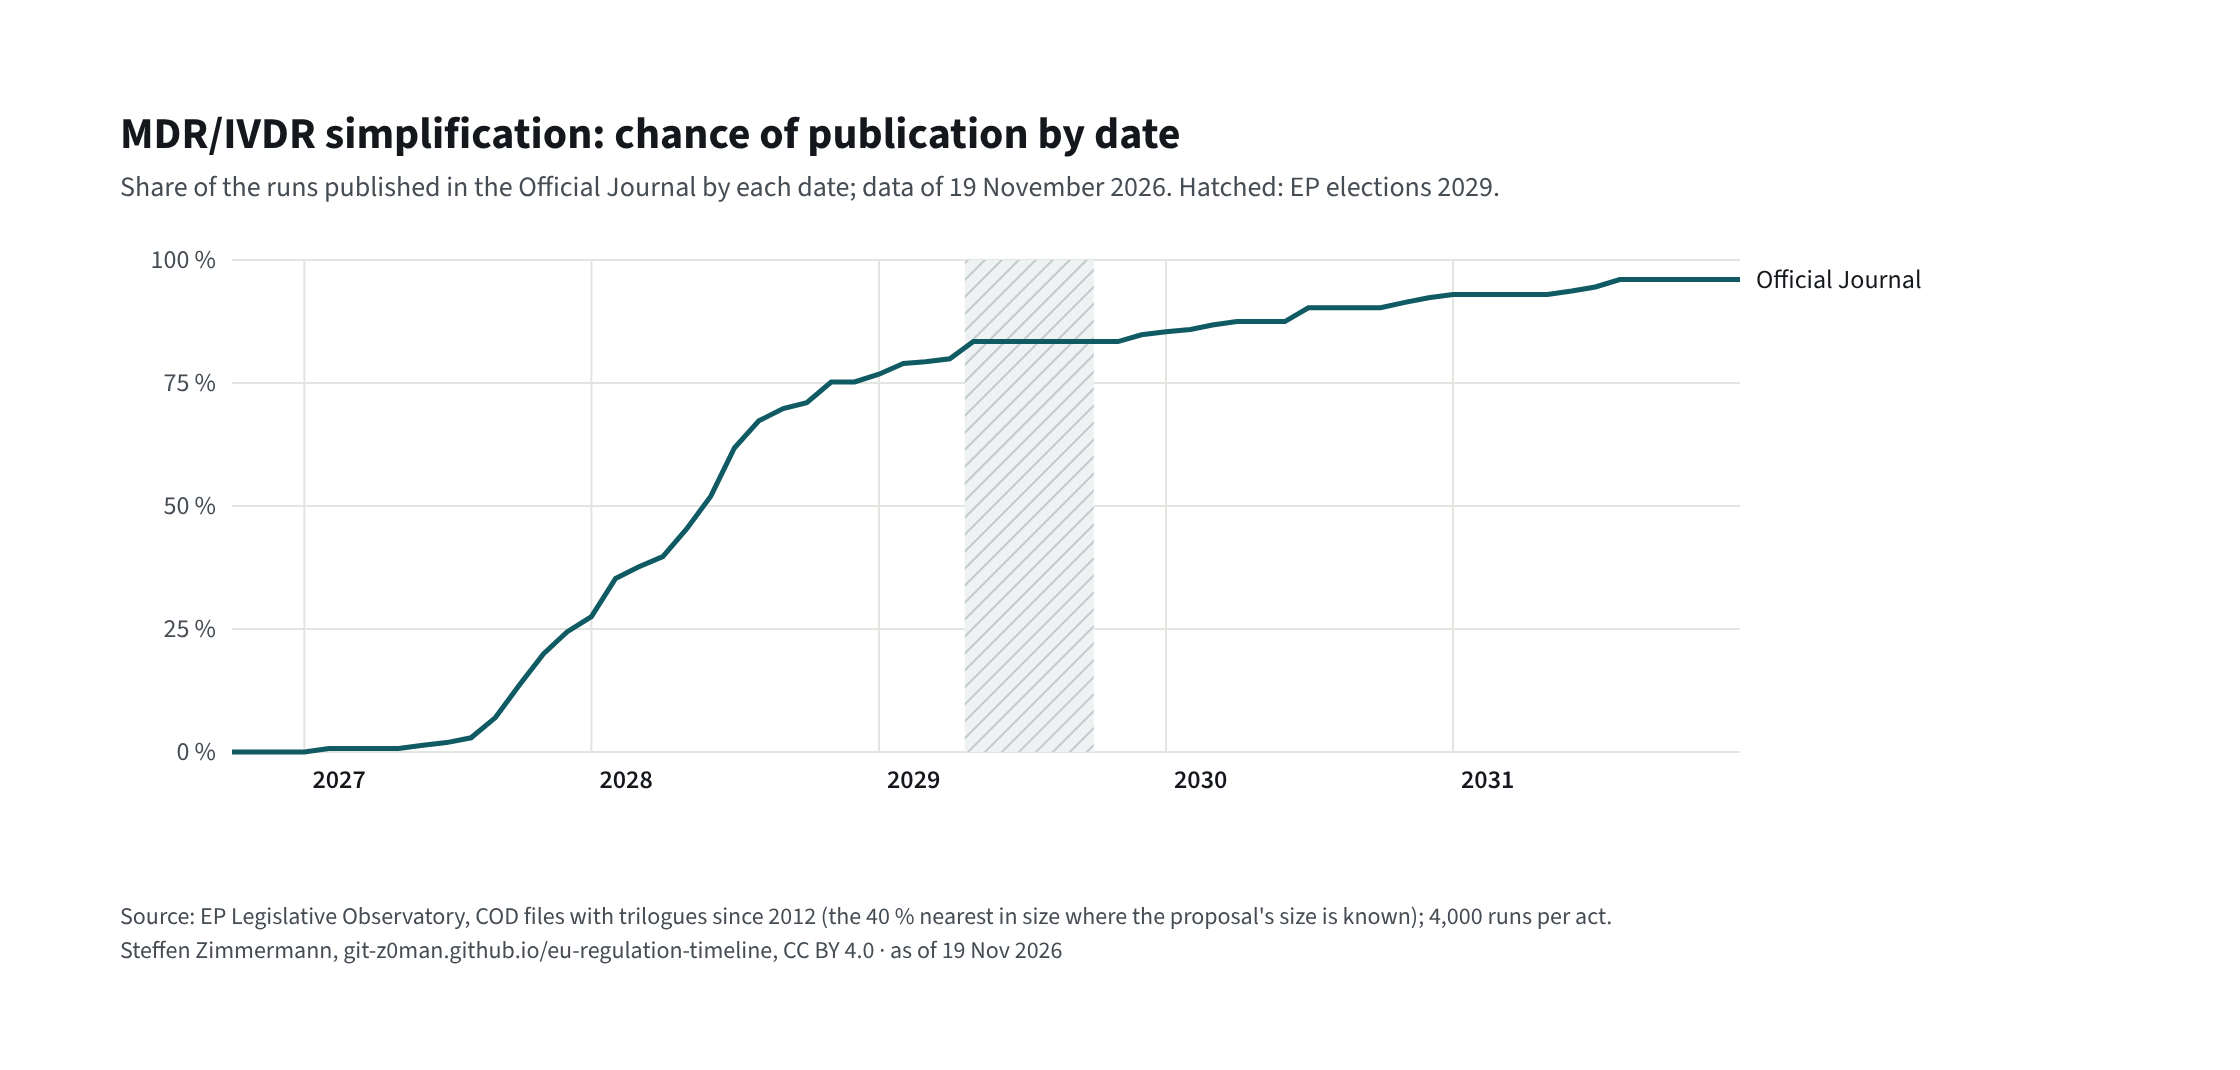 MDR/IVDR simplification: chance of publication by date
Share of the runs published in the Official Journal by each date; data of 19 November 2026. Hatched: EP elections 2029.
100 %
Official Journal
75 %
50 %
25 %
0 %
2027 2028 2029 2030 2031
Source: EP Legislative Observatory, COD files with trilogues since 2012 (the 40 % nearest in size where the proposal's size is known); 4,000 runs per act.
Steffen Zimmermann, git-z0man.github.io/eu-regulation-timeline, CC BY 4.0 · as of 19 Nov 2026